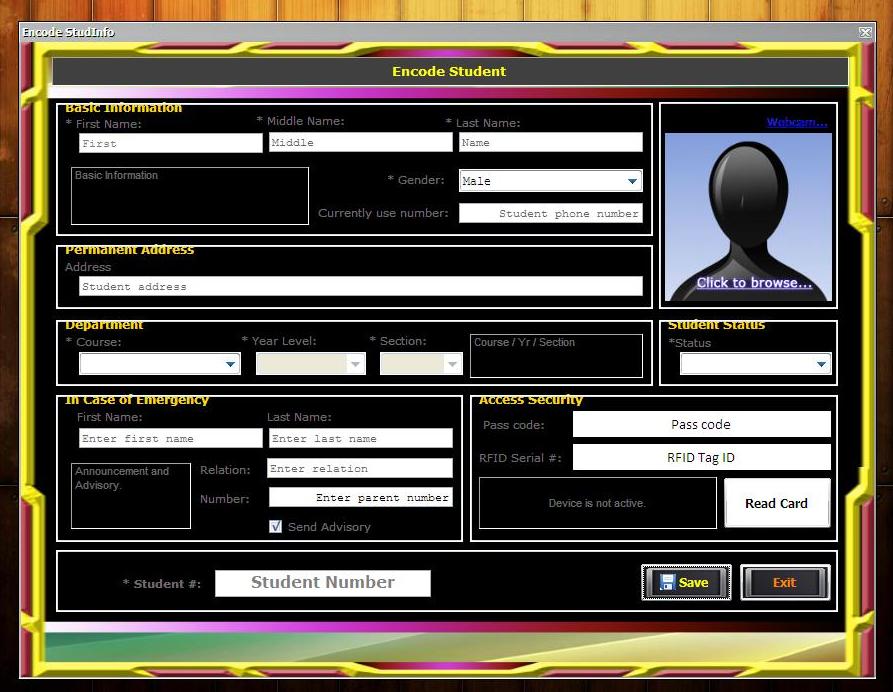 Encode StudInfo
Encode Student
Basic Information
* First Name:
* Middle Name:
* Last Name:
First
Middle
Name
Basic Information
* Gender:
Male
Currently use number:
Student phone number
Webcam...
Click to browse...
Permanent Address
Address
Student address
Department
* Course:
* Year Level:
* Section:
Course / Yr / Section
Student Status
*Status
In Case of Emergency
First Name:
Last Name:
Enter first name
Enter last name
Announcement and
Advisory.
Relation:
Enter relation
Number:
Enter parent number
Send Advisory
Access Security
Pass code:
Pass code
RFID Serial #:
RFID Tag ID
Device is not active.
Read Card
* Student #:
Student Number
Save
Exit